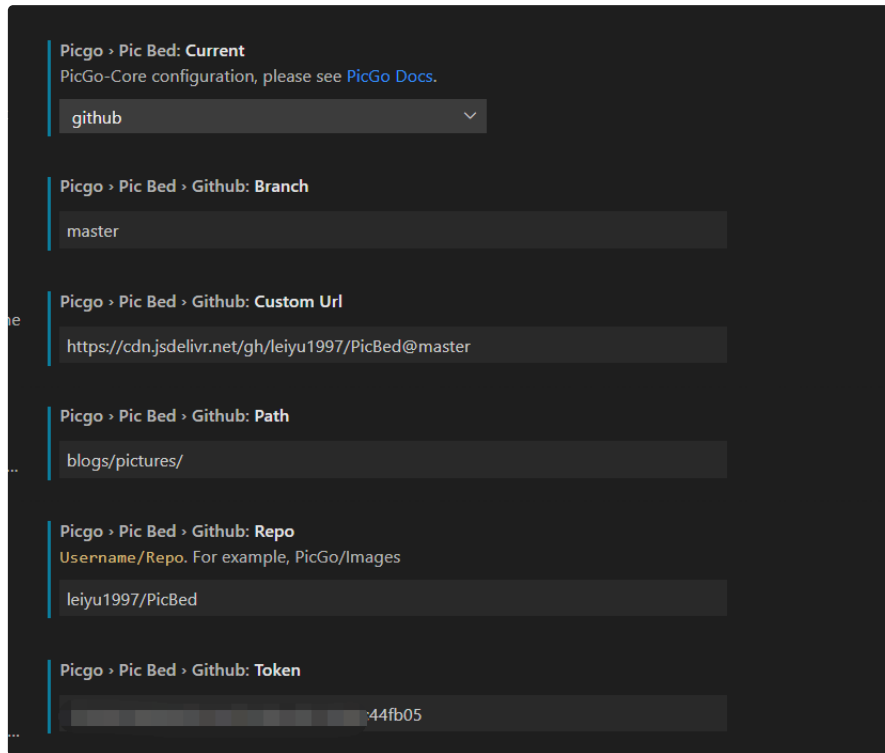 Picgo › Pic Bed: Current
PicGo-Core configuration, please see PicGo Docs.
github
Picgo › Pic Bed › Github: Branch
master
Picgo › Pic Bed › Github: Custom Url
ne
https://cdn.jsdelivr.net/gh/leiyu1997/PicBed@master
Picgo › Pic Bed › Github: Path
blogs/pictures/
...
Picgo › Pic Bed › Github: Repo
Username/Repo. For example, PicGo/Images
leiyu1997/PicBed
Picgo › Pic Bed › Github: Token
44fb05
...